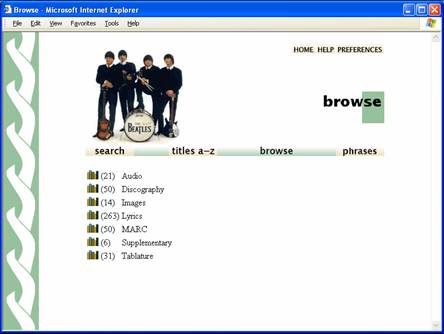 Browse - Microsoft Internet Explorer
File Edit View Favorites Tools Help
HOME HELP PREFERENCES
browse
THE BEATLES
search titles a–z browse phrases
(21) Audio
(50) Discography
(14) Images
(263) Lyrics
(50) MARC
(6) Supplementary
(31) Tablature